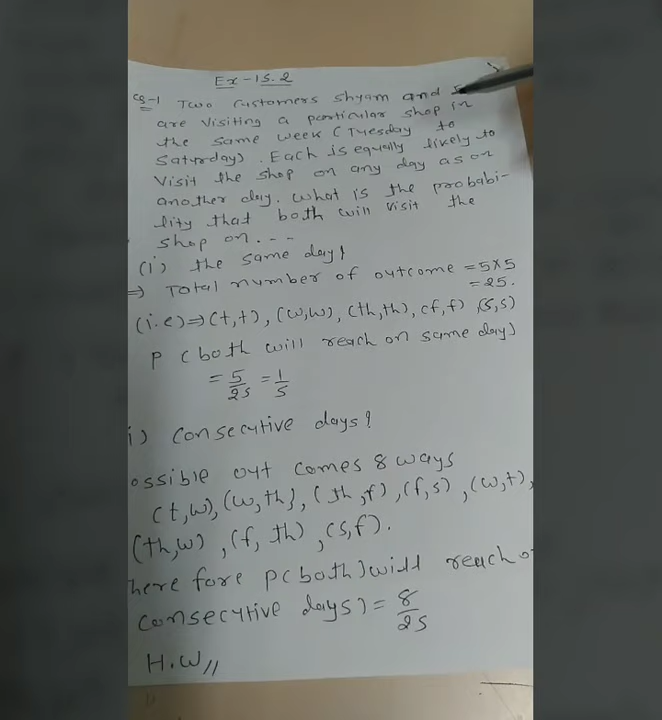 Ex-15.2
Q-1 Two Customers Shyam and
are visiting a particular shop in
the same week (Tuesday to
Saturday). Each is equally likely to
visit the shop on any day as on
another day. What is the probabi-
lity that both will visit the
shop on...
(i) the same day?
=> Total number of outcome = 5x5
= 25.
(i.e) => (t,t), (w,w), (th,th), (f,f) (s,s)
P (both will reach on same day)
= 5/25 = 1/5
i) Consecutive days?
ossible out comes 8 ways
(t,w), (w,th), (th,f), (f,s), (w,t),
(th,w), (f,th), (s,f).
here fore P(both) will reach o
consecutive days) = 8/25
H.W//